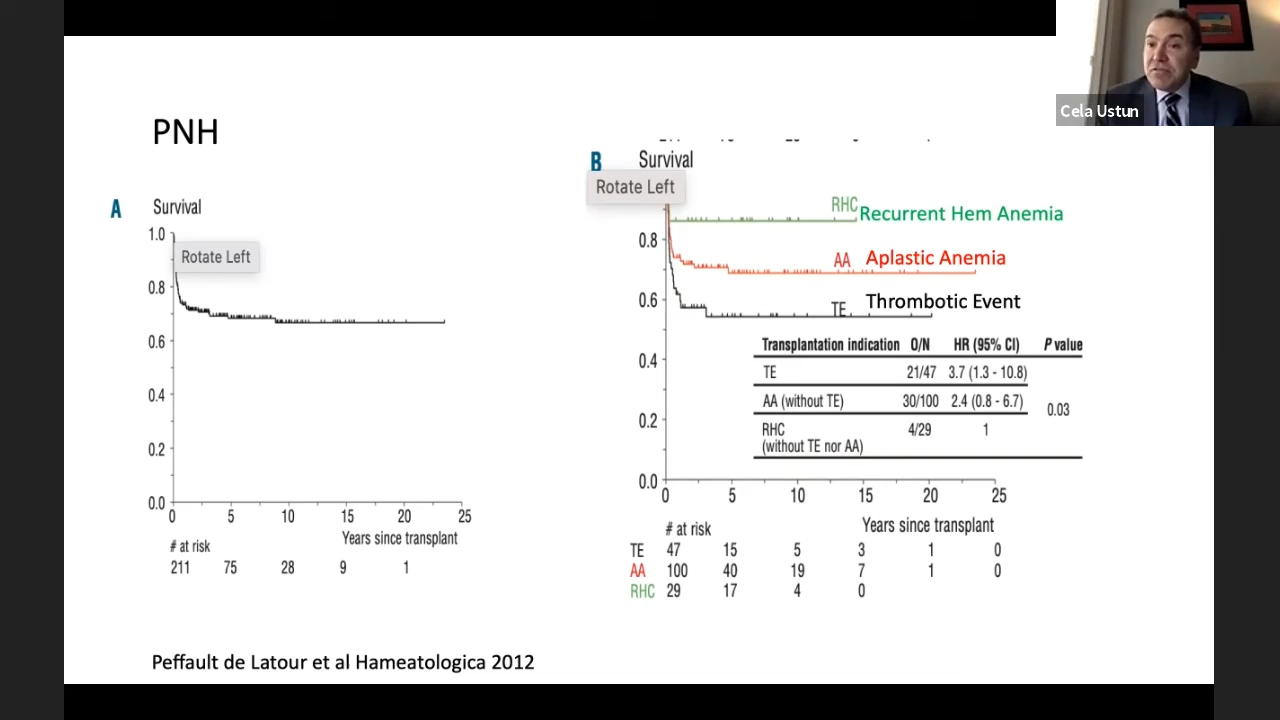 Cela Ustun
PNH
A
Survival
1.0
Rotate Left
0.8
0.6
0.4
0.2
0.0
0 5 10 15 20 25
Years since transplant
# at risk
211 75 28 9 1
B
Survival
Rotate Left
RHC Recurrent Hem Anemia
0.8
AA Aplastic Anemia
0.6
TE Thrombotic Event
Transplantation indication O/N HR (95% CI) P value
TE 21/47 3.7 (1.3 - 10.8)
0.4
AA (without TE) 30/100 2.4 (0.8 - 6.7)
0.03
0.2
RHC 4/29 1
(without TE nor AA)
0.0
0 5 10 15 20 25
# at risk Years since transplant
TE 47 15 5 3 1 0
AA 100 40 19 7 1 0
RHC 29 17 4 0
Peffault de Latour et al Hameatologica 2012